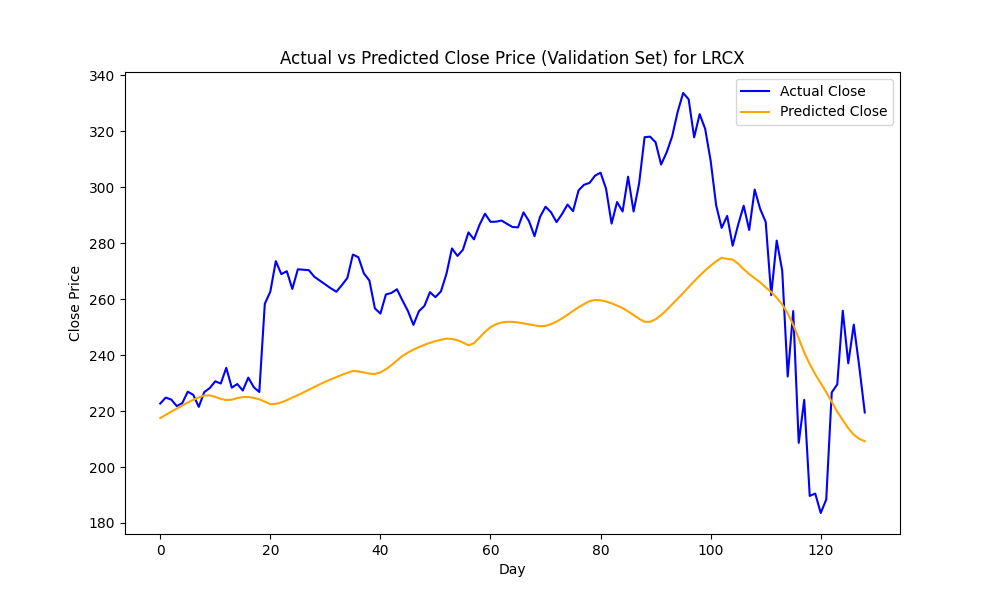 Actual vs Predicted Close Price (Validation Set) for LRCX
340
320
300
280
260
240
220
200
180
Close Price
Actual Close
Predicted Close
0 20 40 60 80 100 120
Day